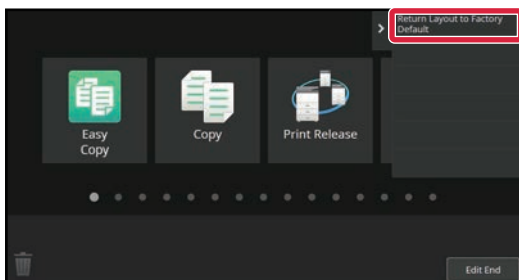 Return Layout to Factory
Default
Easy
Copy
Copy
Print Release
Edit End